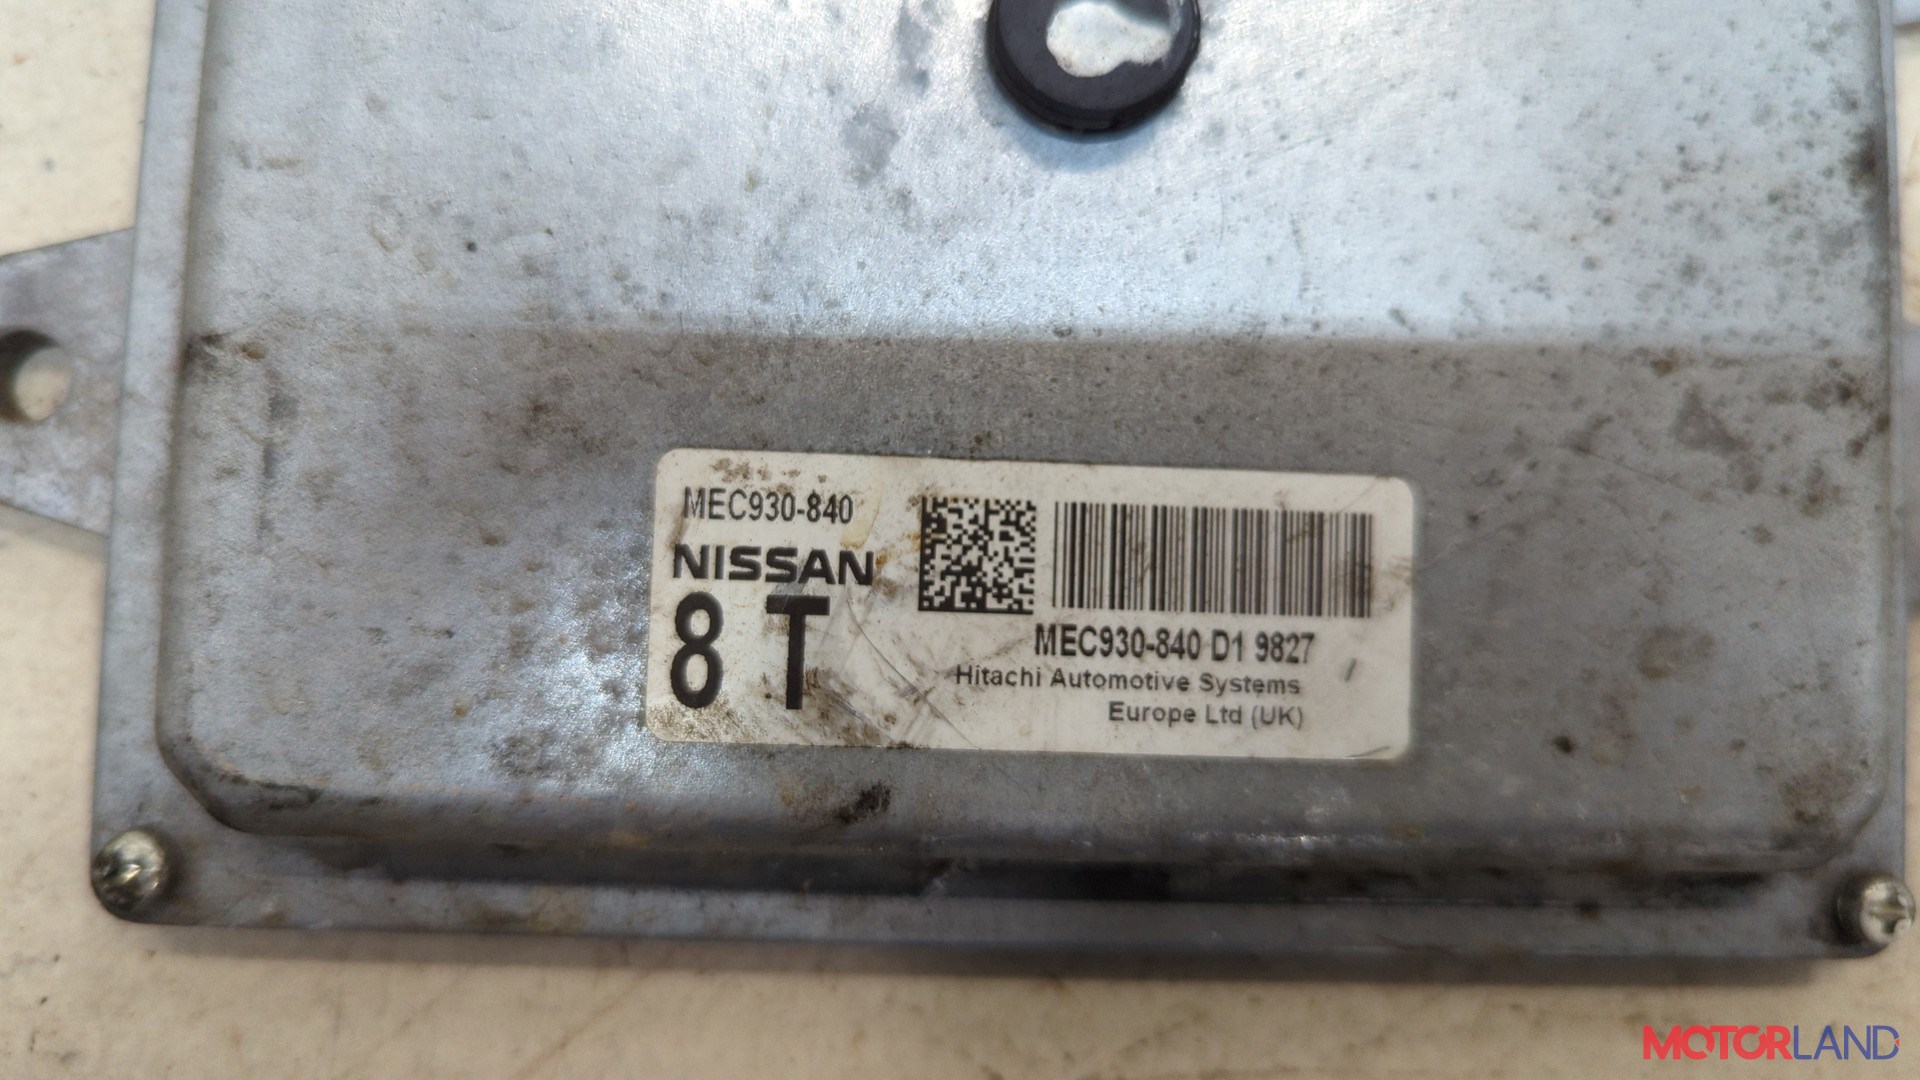 MEC930-840
NISSAN
8 T
MEC930-840 D1 9827
Hitachi Automotive Systems
Europe Ltd (UK)
MOTORLAND